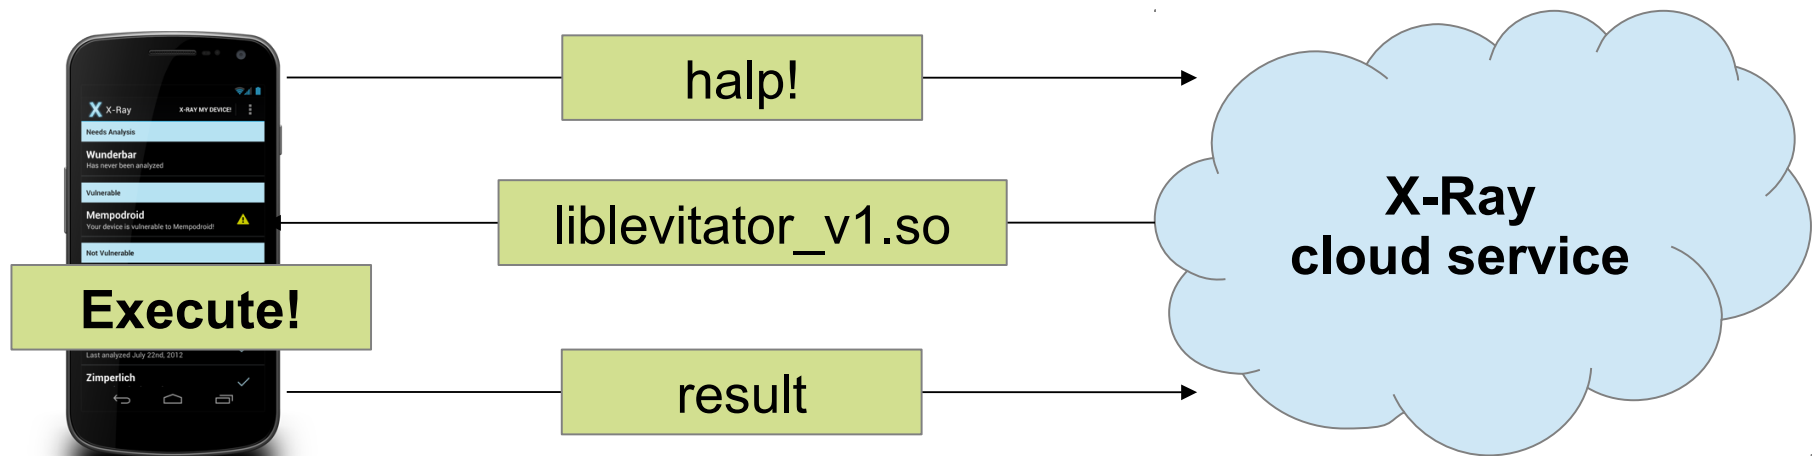 X X-Ray X-RAY MY DEVICE!
Needs Analysis
Wunderbar
Has never been analyzed
Vulnerable
Mempodroid
Your device is vulnerable to Mempodroid!
Not Vulnerable
Execute!
Last analyzed July 22nd, 2012
Zimperlich
halp!
liblevitator_v1.so
result
X-Ray
cloud service